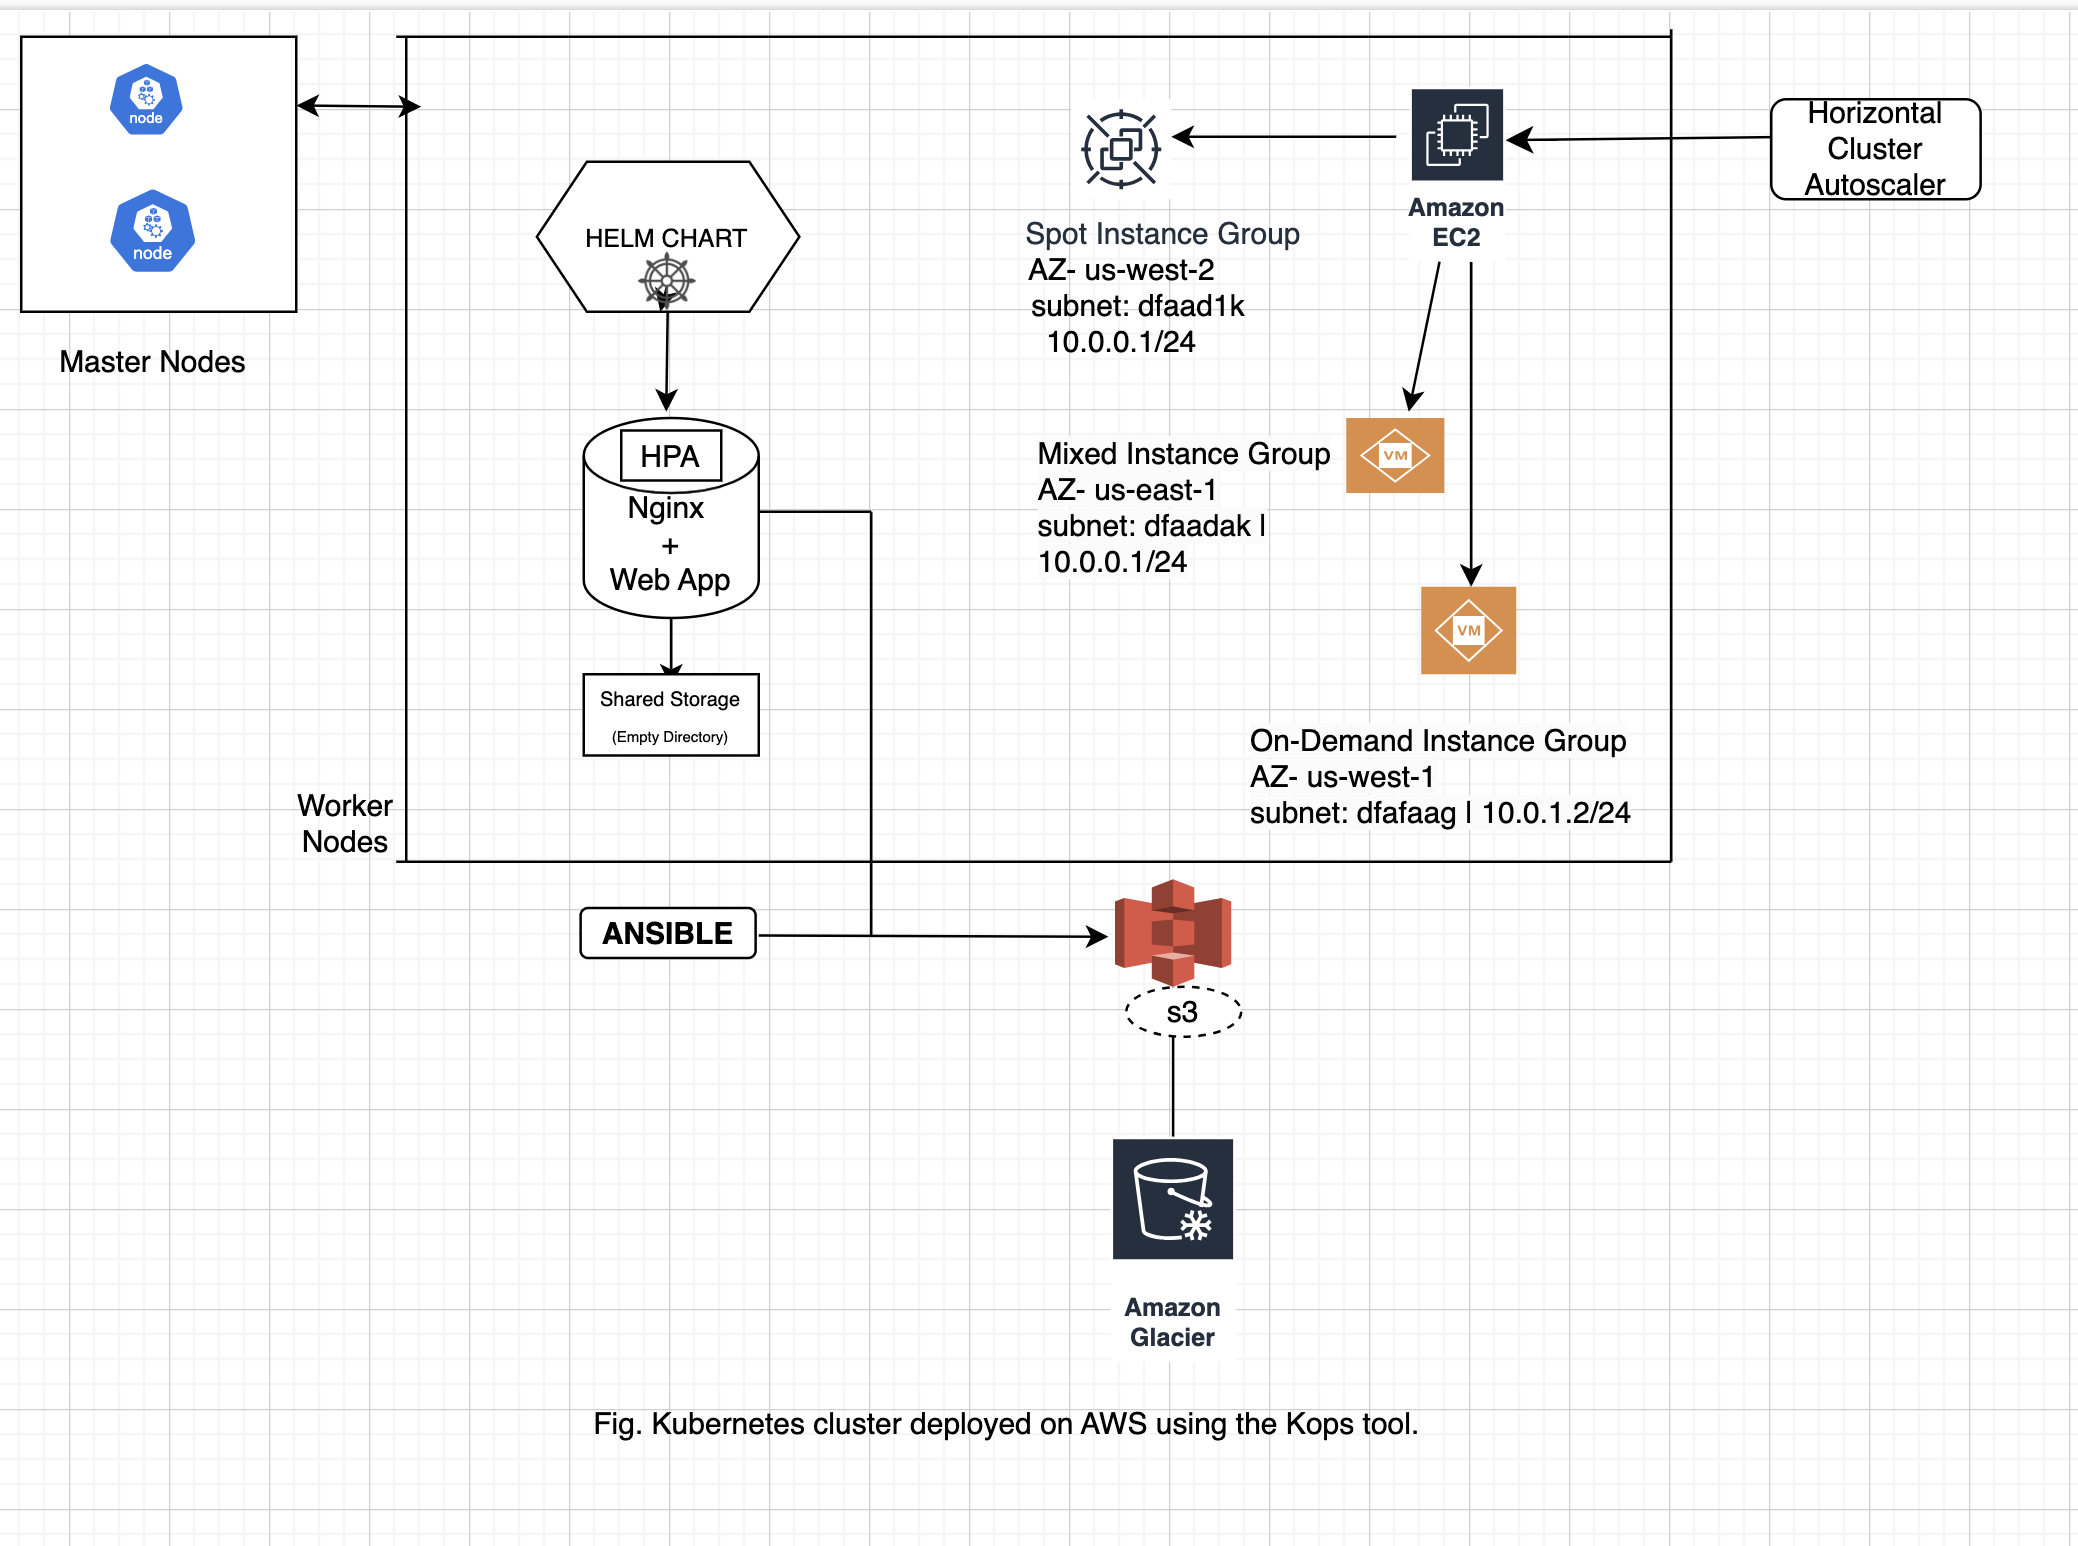 node
node
Master Nodes
HELM CHART
HPA
Nginx
+
Web App
Shared Storage
(Empty Directory)
Worker
Nodes
Spot Instance Group
AZ- us-west-2
subnet: dfaad1k
10.0.0.1/24
Amazon
EC2
Horizontal
Cluster
Autoscaler
Mixed Instance Group
AZ- us-east-1
subnet: dfaadak |
10.0.0.1/24
VM
VM
On-Demand Instance Group
AZ- us-west-1
subnet: dfafaag | 10.0.1.2/24
ANSIBLE
s3
Amazon
Glacier
Fig. Kubernetes cluster deployed on AWS using the Kops tool.